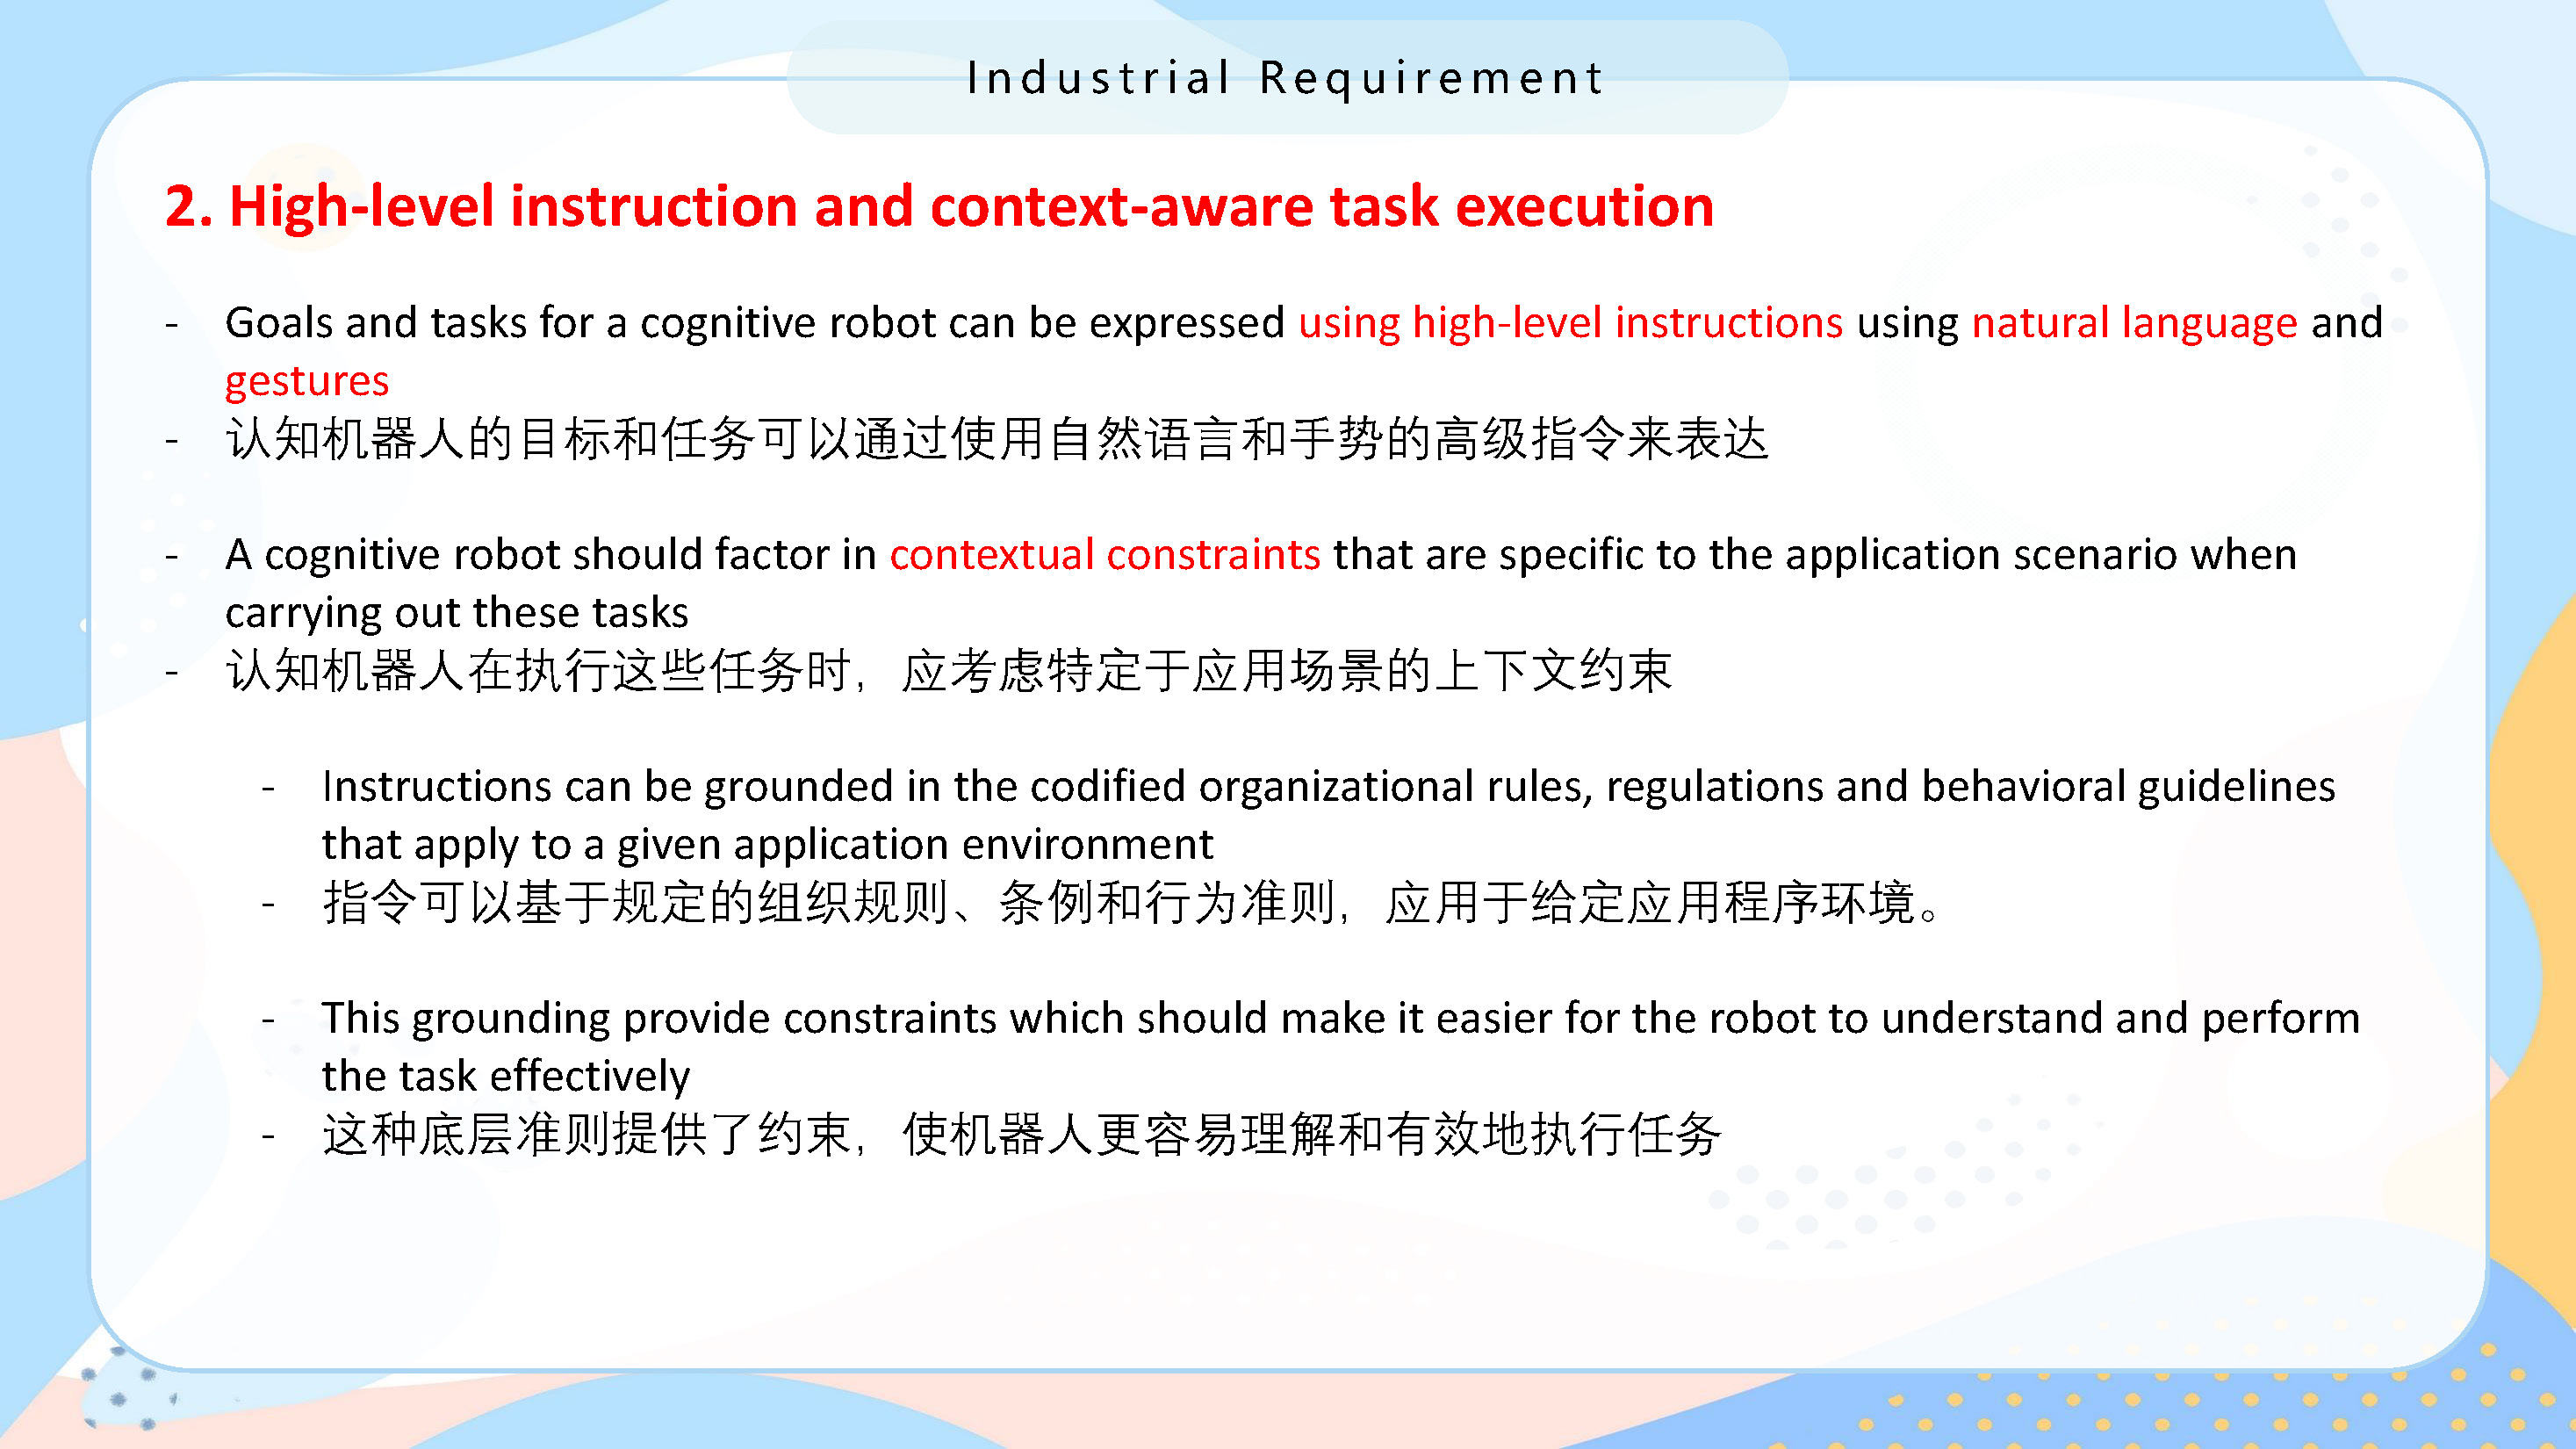 Industrial Requirement
2. High-level instruction and context-aware task execution
- Goals and tasks for a cognitive robot can be expressed using high-level instructions using natural language and
gestures
- 认知机器人的目标和任务可以通过使用自然语言和手势的高级指令来表达
- A cognitive robot should factor in contextual constraints that are specific to the application scenario when
carrying out these tasks
- 认知机器人在执行这些任务时，应考虑特定于应用场景的上下文约束
- Instructions can be grounded in the codified organizational rules, regulations and behavioral guidelines
that apply to a given application environment
- 指令可以基于规定的组织规则、条例和行为准则，应用于给定应用程序环境。
- This grounding provide constraints which should make it easier for the robot to understand and perform
the task effectively
- 这种底层准则提供了约束，使机器人更容易理解和有效地执行任务